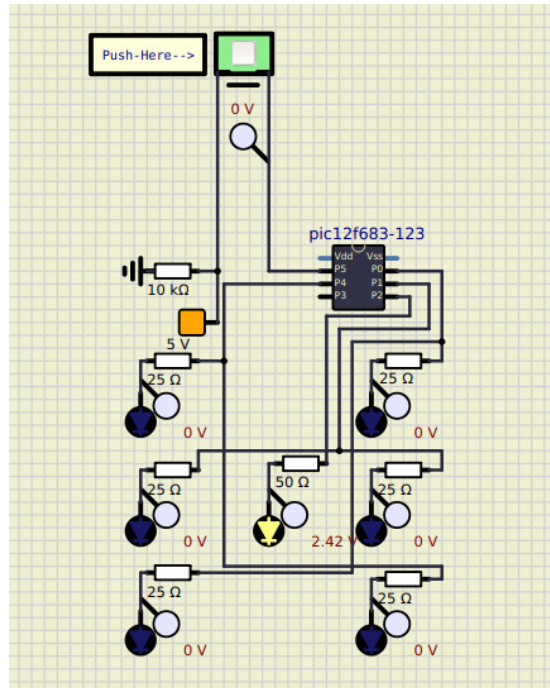 Push-Here-->
0 V
pic12f683-123
Vdd Vss
P5 P0
P4 P1
P3 P2
10 kΩ
5 V
25 Ω 25 Ω
0 V 0 V
25 Ω 50 Ω 25 Ω
0 V 2.42 V 0 V
25 Ω 25 Ω
0 V 0 V